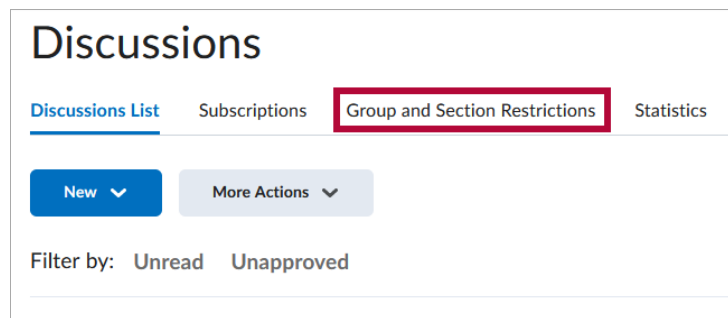 Discussions
Discussions List Subscriptions Group and Section Restrictions Statistics
New More Actions
Filter by: Unread Unapproved